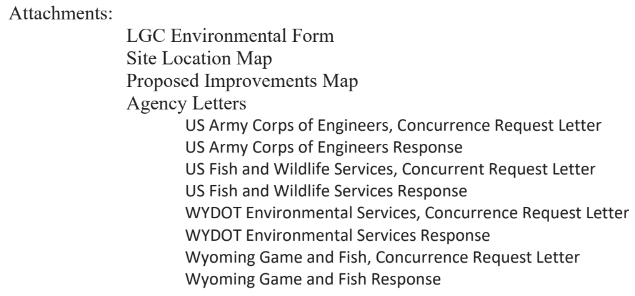 Attachments:
LGC Environmental Form
Site Location Map
Proposed Improvements Map
Agency Letters
US Army Corps of Engineers, Concurrence Request Letter
US Army Corps of Engineers Response
US Fish and Wildlife Services, Concurrent Request Letter
US Fish and Wildlife Services Response
WYDOT Environmental Services, Concurrence Request Letter
WYDOT Environmental Services Response
Wyoming Game and Fish, Concurrence Request Letter
Wyoming Game and Fish Response